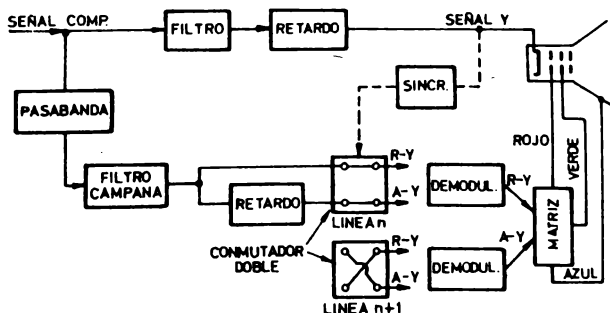 SEÑAL COMP.
FILTRO
RETARDO
SEÑAL Y
PASABANDA
SINCR.
ROJO
VERDE
FILTRO
CAMPANA
RETARDO
R-Y
A-Y
LINEA n
DEMODUL.
R-Y
MATRIZ
CONMUTADOR
DOBLE
R-Y
A-Y
LINEA n+1
DEMODUL.
A-Y
AZUL